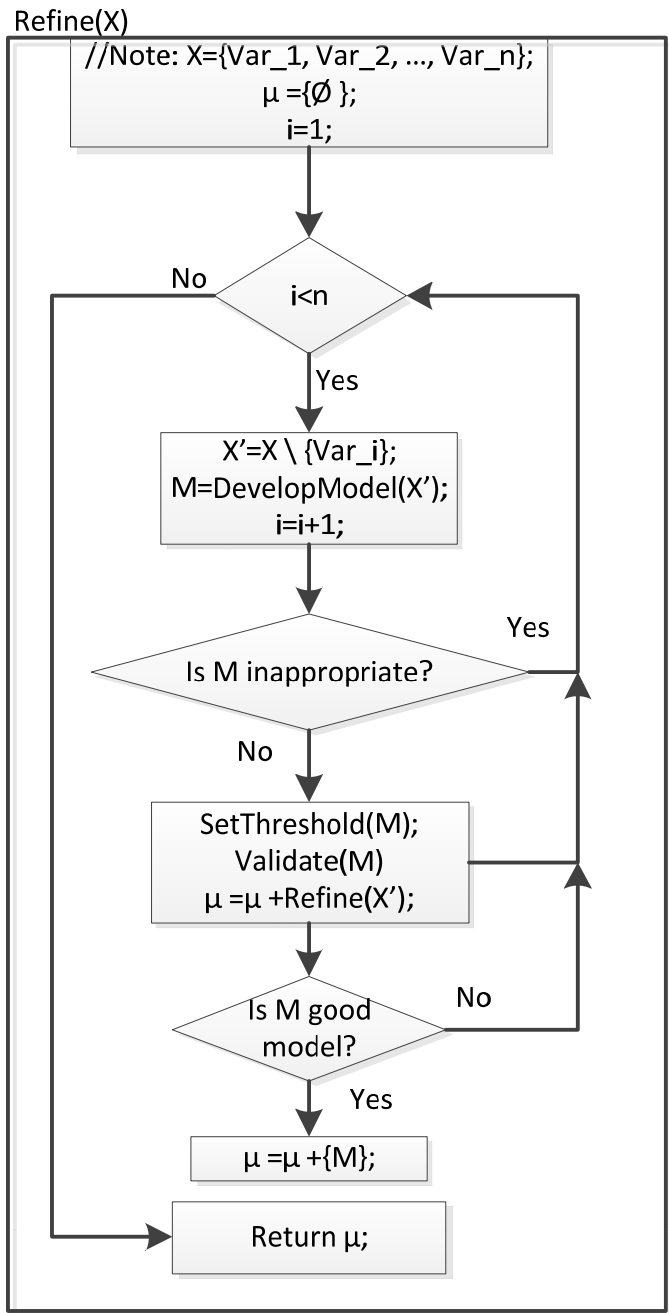 Refine(X)
//Note: X={Var_1, Var_2, ..., Var_n};
μ ={Ø };
i=1;
No
i<n
Yes
X’=X \ {Var_i};
M=DevelopModel(X’);
i=i+1;
Yes
Is M inappropriate?
No
SetThreshold(M);
Validate(M)
μ =μ +Refine(X’);
Is M good
model?
No
Yes
μ =μ +{M};
Return μ;